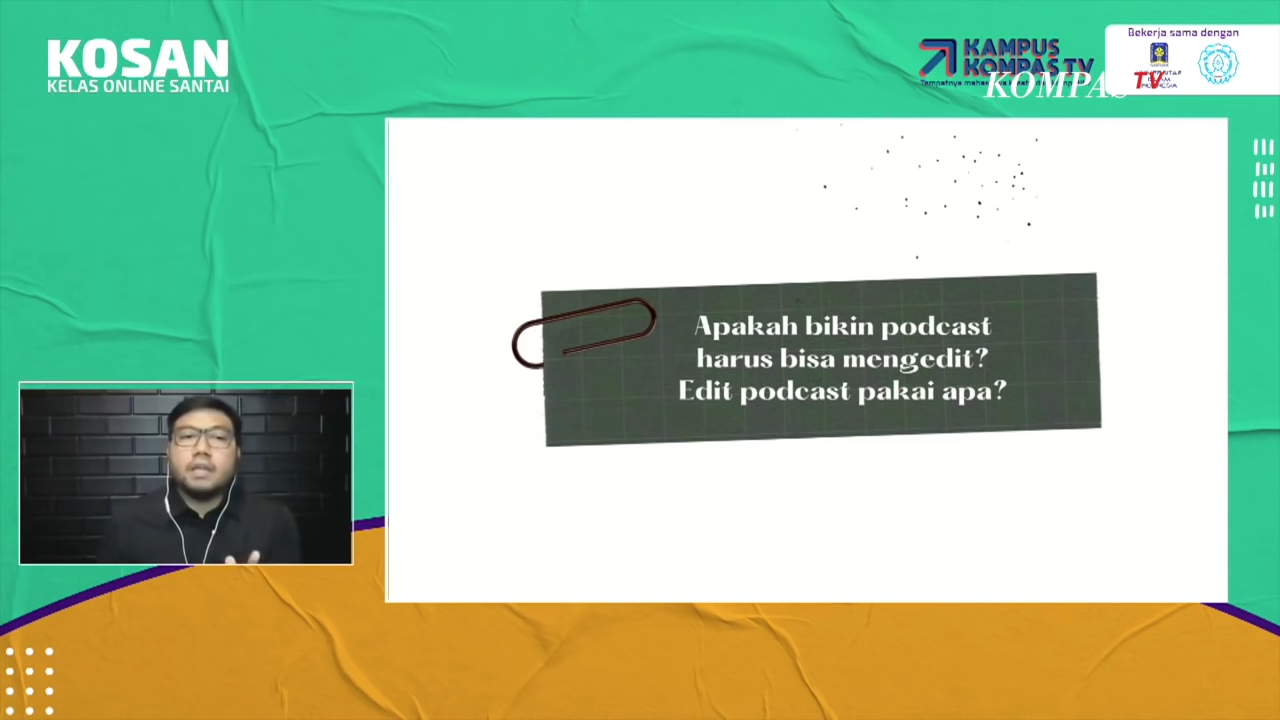 KOSAN
KELAS ONLINE SANTAI
KAMPUS
KOMPAS TV
KOMPAS TV
Bekerja sama dengan
Apakah bikin podcast
harus bisa mengedit?
Edit podcast pakai apa?